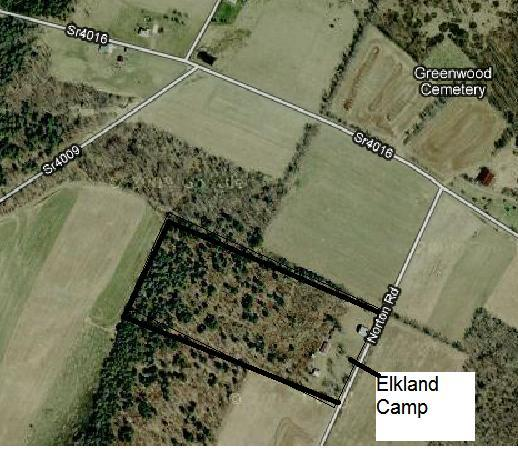 Sr4016
Greenwood
Cemetery
Sr4016
Sr4009
Norton Rd
Elkland
Camp